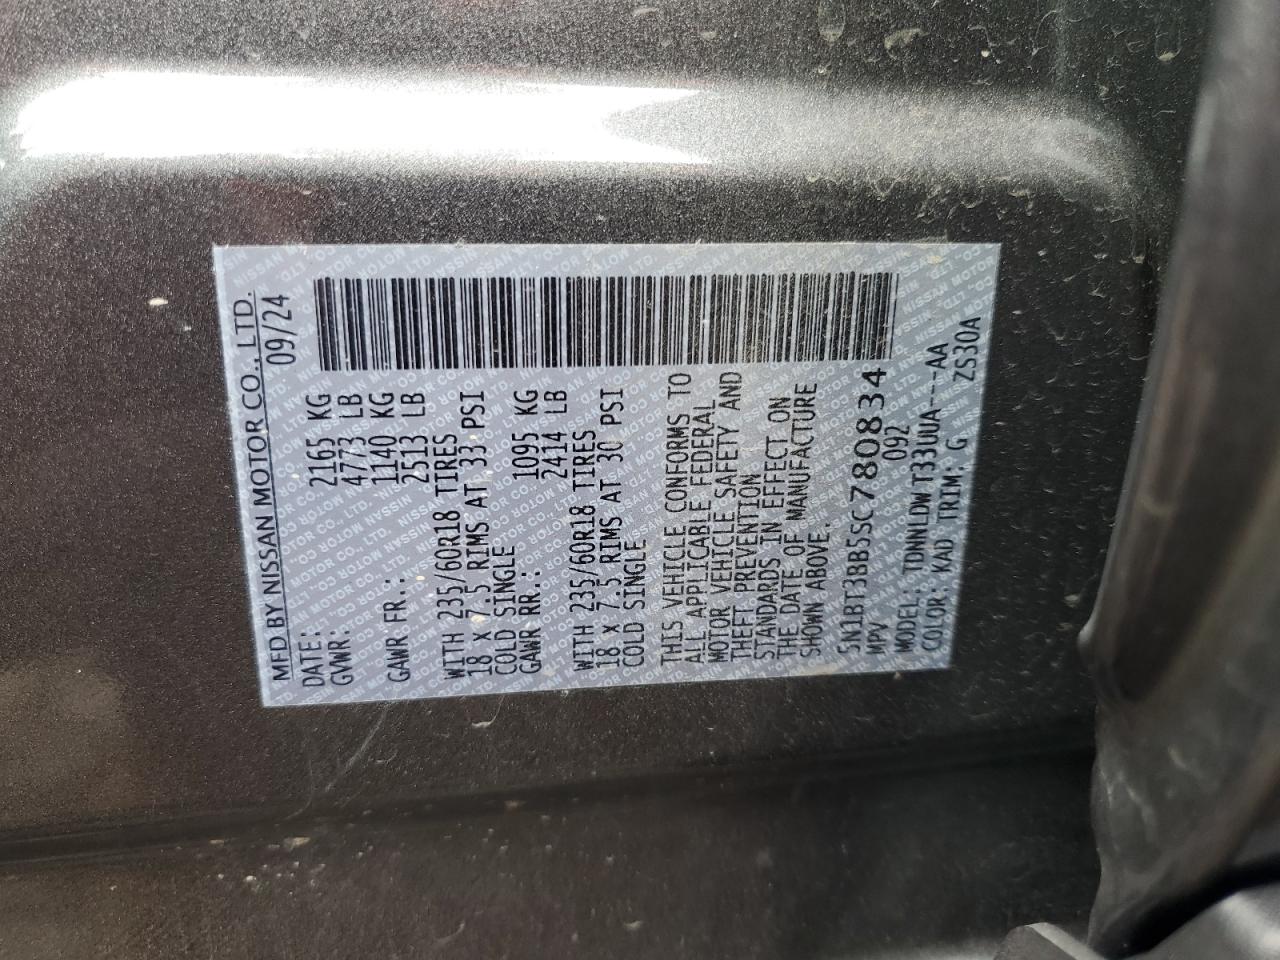 MFD BY NISSAN MOTOR CO., LTD.
DATE: 09/24
GVWR: 2165 KG
4773 LB
GAWR FR.: 1140 KG
2513 LB
WITH 235/60R18 TIRES
18 x 7.5 RIMS AT 33 PSI
COLD SINGLE
GAWR RR.: 1095 KG
2414 LB
WITH 235/60R18 TIRES
18 x 7.5 RIMS AT 30 PSI
COLD SINGLE
THIS VEHICLE CONFORMS TO
ALL APPLICABLE FEDERAL
MOTOR VEHICLE SAFETY AND
THEFT PREVENTION
STANDARDS IN EFFECT ON
THE DATE OF MANUFACTURE
SHOWN ABOVE.
5N1BT3BB5SC780834
MPV 092
MODEL: TDNNLDW T33UUA---AA
COLOR: KAD TRIM: G ZS30A